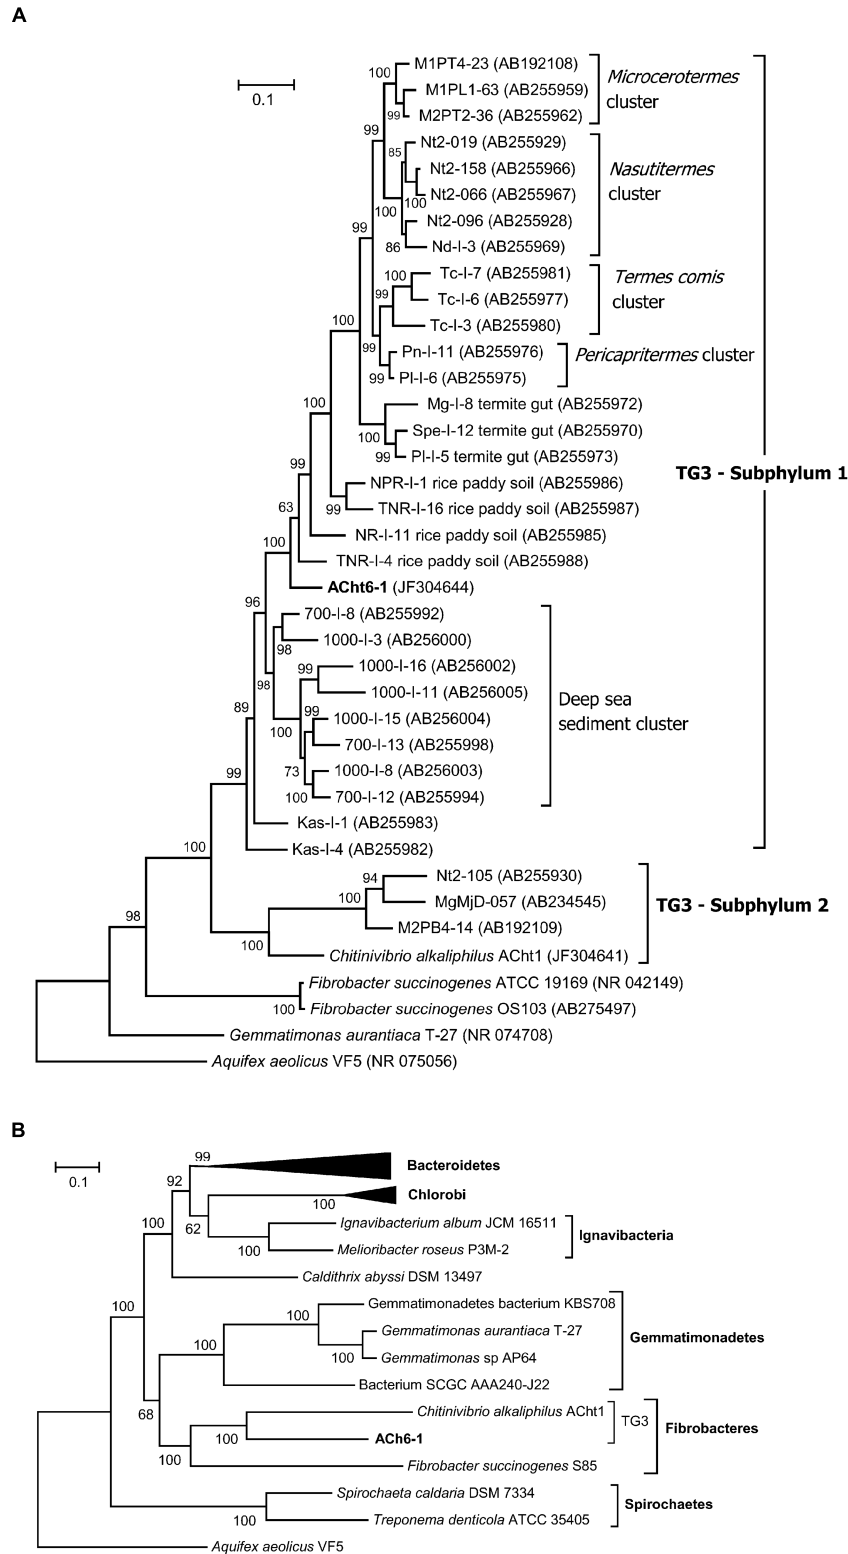 A
0.1
100
M1PT4-23 (AB192108)
M1PL1-63 (AB255959)
99
M2PT2-36 (AB255962)
Microcerotermes
cluster
99
85
Nt2-019 (AB255929)
Nt2-158 (AB255966)
Nt2-066 (AB255967)
100
100
Nt2-096 (AB255928)
86
Nd-I-3 (AB255969)
Nasutitermes
cluster
99
100
Tc-I-7 (AB255981)
Tc-I-6 (AB255977)
99
Tc-I-3 (AB255980)
Termes comis
cluster
99
Pn-I-11 (AB255976)
99
Pl-I-6 (AB255975)
Pericapritermes cluster
100
Mg-I-8 termite gut (AB255972)
100
Spe-I-12 termite gut (AB255970)
99
Pl-I-5 termite gut (AB255973)
TG3 - Subphylum 1
100
NPR-I-1 rice paddy soil (AB255986)
99
TNR-I-16 rice paddy soil (AB255987)
99
NR-I-11 rice paddy soil (AB255985)
63
TNR-I-4 rice paddy soil (AB255988)
100
ACht6-1 (JF304644)
96
700-I-8 (AB255992)
98
1000-I-3 (AB256000)
98
99
1000-I-16 (AB256002)
1000-I-11 (AB256005)
100
99
1000-I-15 (AB256004)
700-I-13 (AB255998)
73
1000-I-8 (AB256003)
100
700-I-12 (AB255994)
Deep sea
sediment cluster
89
Kas-I-1 (AB255983)
99
Kas-I-4 (AB255982)
100
94
Nt2-105 (AB255930)
100
MgMjD-057 (AB234545)
M2PB4-14 (AB192109)
100
Chitinivibrio alkaliphilus ACht1 (JF304641)
TG3 - Subphylum 2
98
Fibrobacter succinogenes ATCC 19169 (NR 042149)
100
Fibrobacter succinogenes OS103 (AB275497)
Gemmatimonas aurantiaca T-27 (NR 074708)
Aquifex aeolicus VF5 (NR 075056)
B
0.1
99
Bacteroidetes
92
100
Chlorobi
62
Ignavibacterium album JCM 16511
100
Melioribacter roseus P3M-2
Ignavibacteria
100
Caldithrix abyssi DSM 13497
100
100
Gemmatimonadetes bacterium KBS708
Gemmatimonas aurantiaca T-27
100
Gemmatimonas sp AP64
100
Bacterium SCGC AAA240-J22
Gemmatimonadetes
68
Chitinivibrio alkaliphilus ACht1
100
ACh6-1
TG3
100
Fibrobacter succinogenes S85
Fibrobacteres
Spirochaeta caldaria DSM 7334
100
Treponema denticola ATCC 35405
Spirochaetes
Aquifex aeolicus VF5